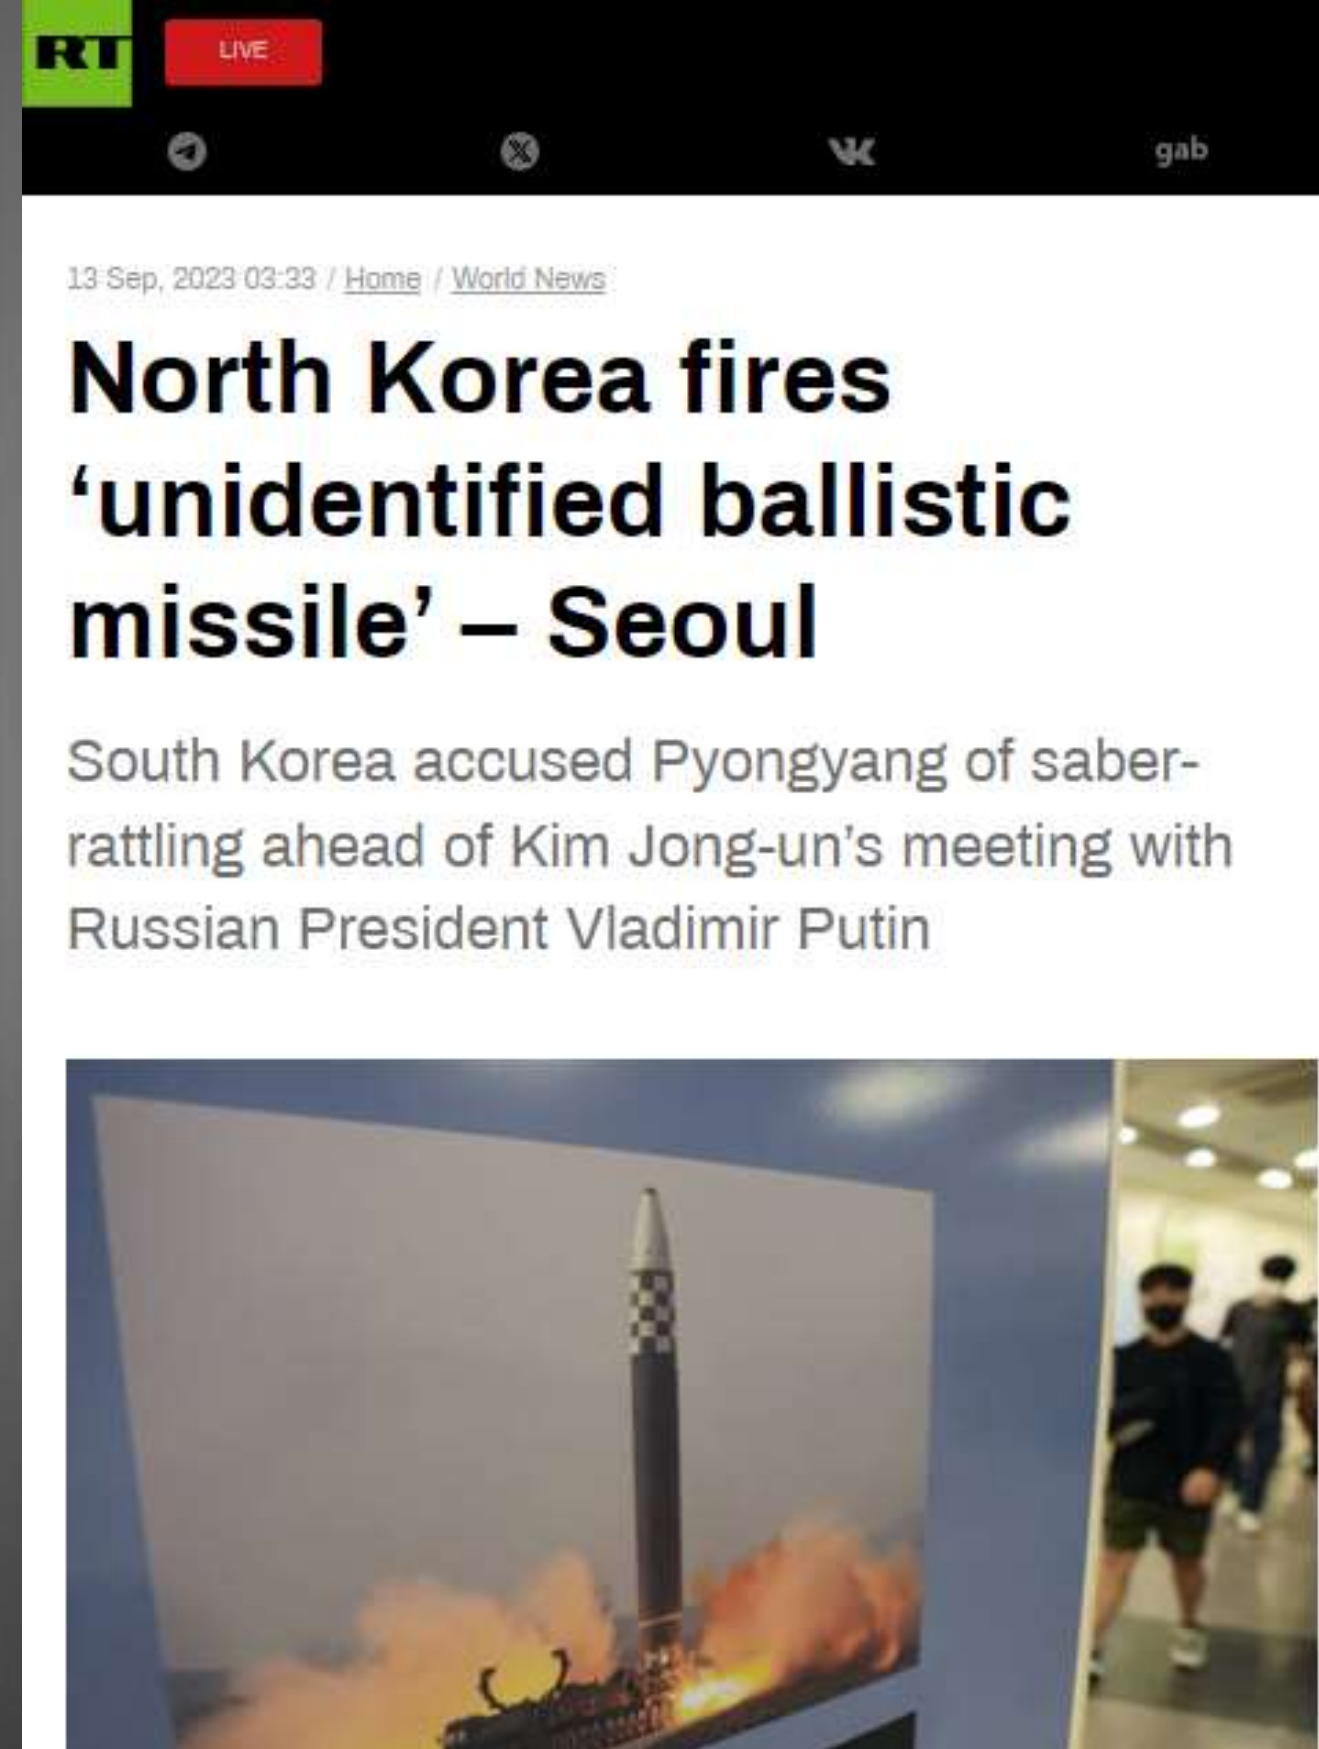 RT
LIVE
gab
13 Sep, 2023 03:33 / Home / World News
North Korea fires
‘unidentified ballistic
missile’ – Seoul
South Korea accused Pyongyang of saber-
rattling ahead of Kim Jong-un’s meeting with
Russian President Vladimir Putin